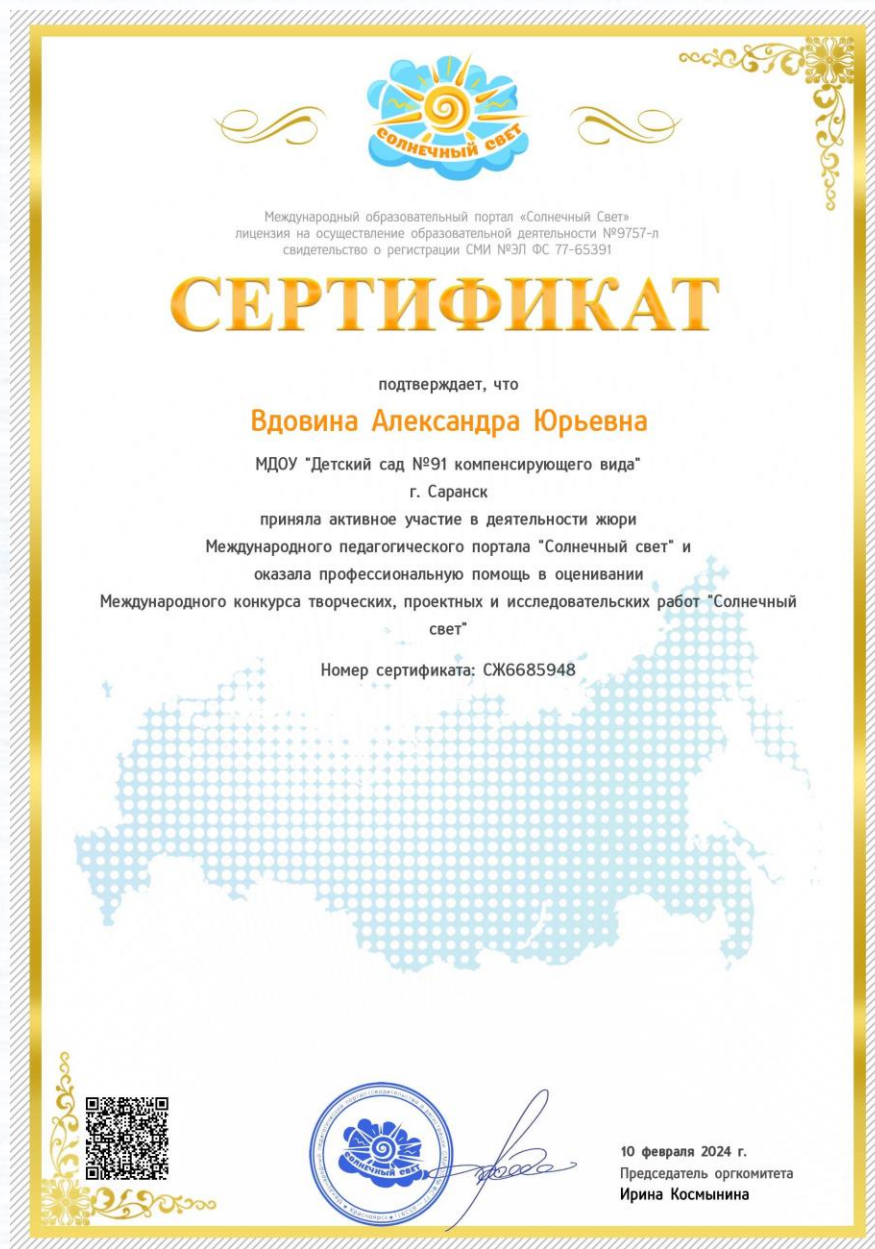 СОЛНЕЧНЫЙ СВЕТ
Международный образовательный портал «Солнечный Свет»
лицензия на осуществление образовательной деятельности №9757-л
свидетельство о регистрации СМИ №ЭЛ ФС 77-65391
СЕРТИФИКАТ
подтверждает, что
Вдовина Александра Юрьевна
МДОУ "Детский сад №91 компенсирующего вида"
г. Саранск
приняла активное участие в деятельности жюри
Международного педагогического портала "Солнечный свет" и
оказала профессиональную помощь в оценивании
Международного конкурса творческих, проектных и исследовательских работ "Солнечный
свет"
Номер сертификата: СЖ6685948
СОЛНЕЧНЫЙ СВЕТ
10 февраля 2024 г.
Председатель оргкомитета
Ирина Космынина